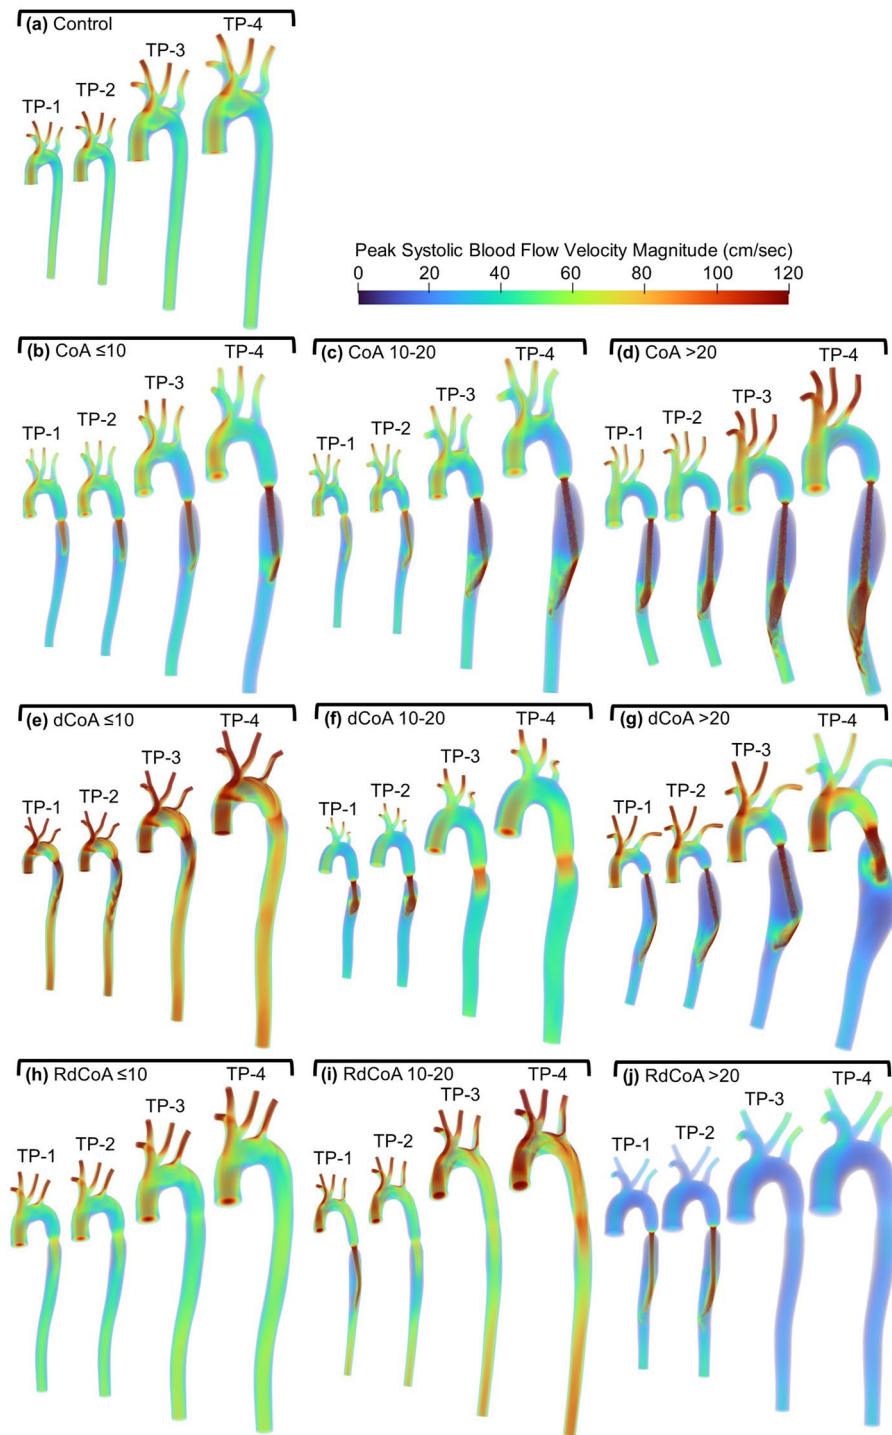 (a) Control
TP-4
TP-3
TP-2
TP-1
Peak Systolic Blood Flow Velocity Magnitude (cm/sec)
0 20 40 60 80 100 120
(b) CoA ≤10
TP-4
TP-3
TP-2
TP-1
(c) CoA 10-20
TP-4
TP-3
TP-2
TP-1
(d) CoA >20
TP-4
TP-3
TP-2
TP-1
(e) dCoA ≤10
TP-4
TP-3
TP-2
TP-1
(f) dCoA 10-20
TP-4
TP-3
TP-2
TP-1
(g) dCoA >20
TP-4
TP-3
TP-2
TP-1
(h) RdCoA ≤10
TP-4
TP-3
TP-2
TP-1
(i) RdCoA 10-20
TP-4
TP-3
TP-2
TP-1
(j) RdCoA >20
TP-4
TP-3
TP-2
TP-1